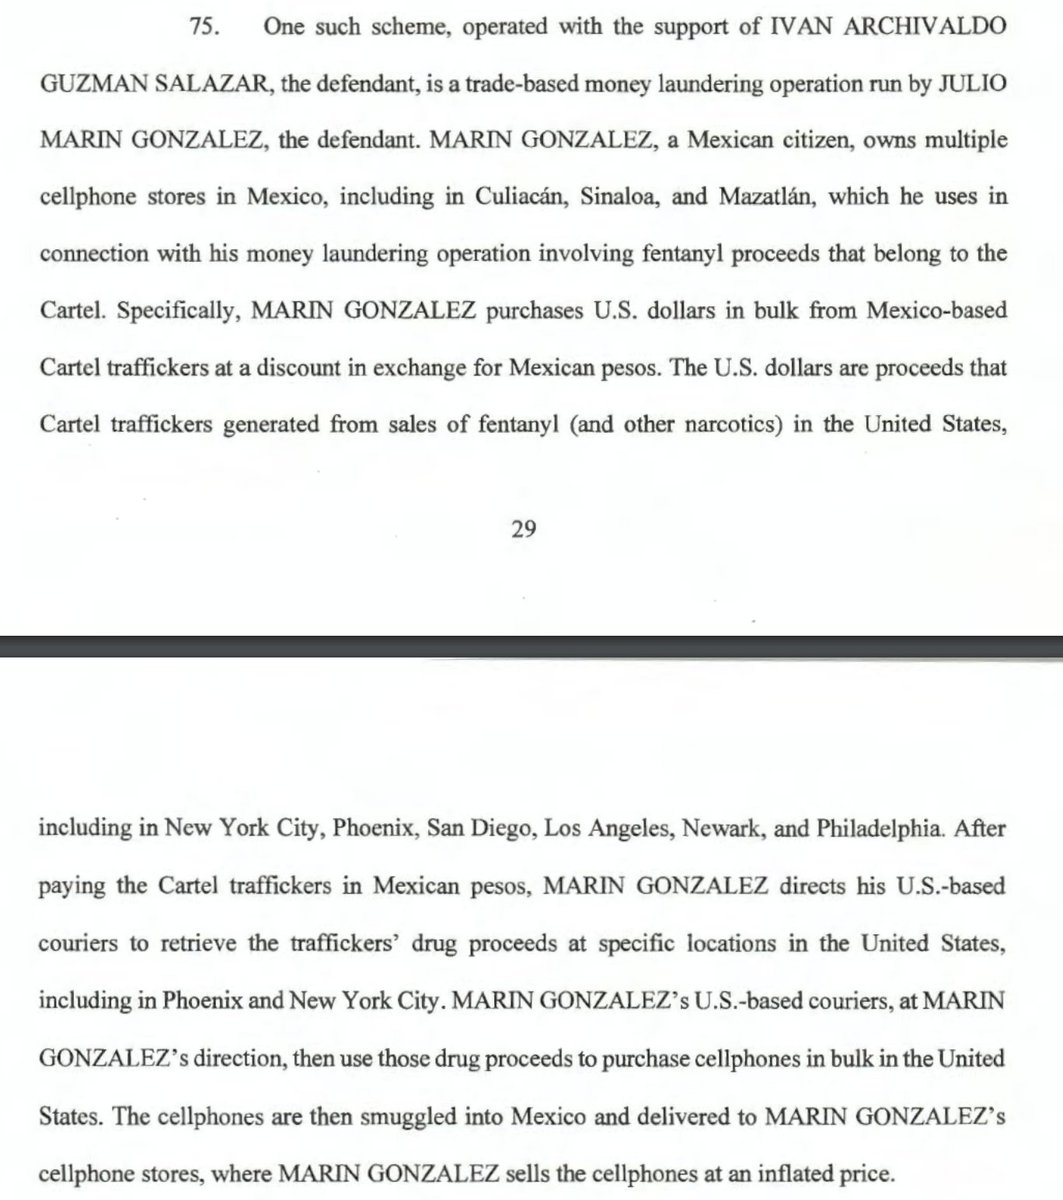 75. One such scheme, operated with the support of IVAN ARCHIVALDO
GUZMAN SALAZAR, the defendant, is a trade-based money laundering operation run by JULIO
MARIN GONZALEZ, the defendant. MARIN GONZALEZ, a Mexican citizen, owns multiple
cellphone stores in Mexico, including in Culiacán, Sinaloa, and Mazatlán, which he uses in
connection with his money laundering operation involving fentanyl proceeds that belong to the
Cartel. Specifically, MARIN GONZALEZ purchases U.S. dollars in bulk from Mexico-based
Cartel traffickers at a discount in exchange for Mexican pesos. The U.S. dollars are proceeds that
Cartel traffickers generated from sales of fentanyl (and other narcotics) in the United States,
29
including in New York City, Phoenix, San Diego, Los Angeles, Newark, and Philadelphia. After
paying the Cartel traffickers in Mexican pesos, MARIN GONZALEZ directs his U.S.-based
couriers to retrieve the traffickers’ drug proceeds at specific locations in the United States,
including in Phoenix and New York City. MARIN GONZALEZ’s U.S.-based couriers, at MARIN
GONZALEZ’s direction, then use those drug proceeds to purchase cellphones in bulk in the United
States. The cellphones are then smuggled into Mexico and delivered to MARIN GONZALEZ’s
cellphone stores, where MARIN GONZALEZ sells the cellphones at an inflated price.